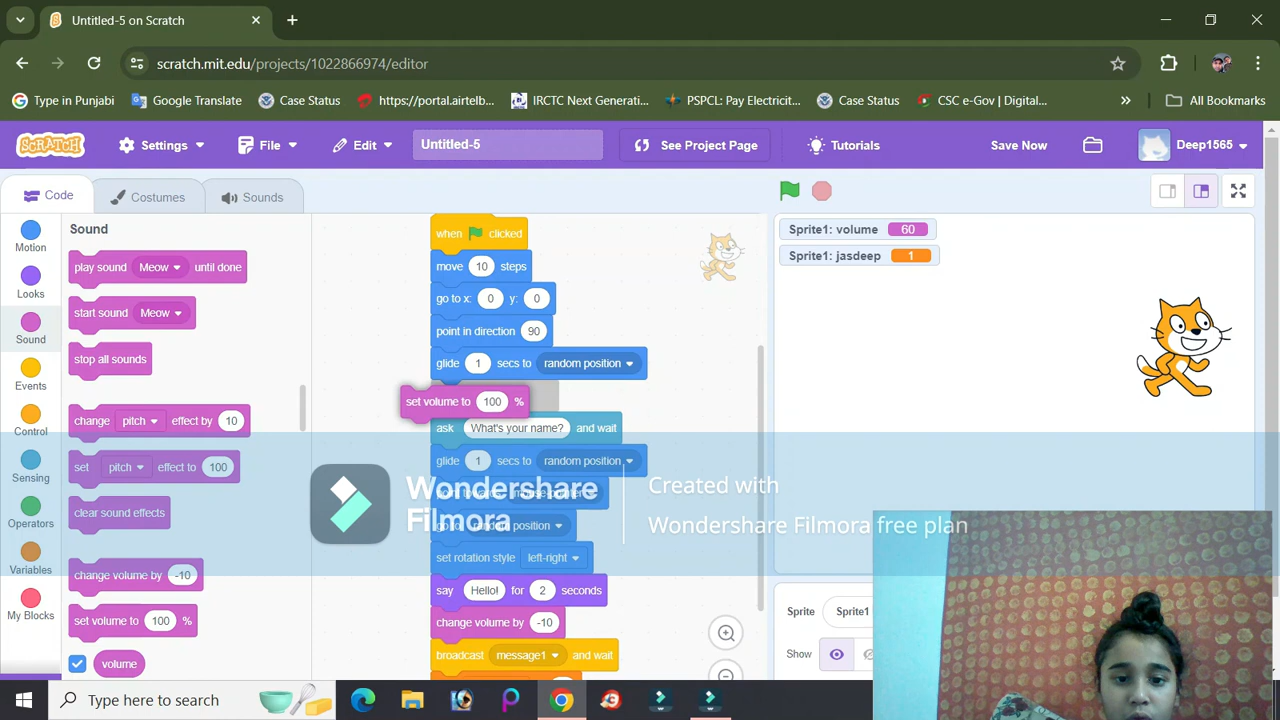 Untitled-5 on Scratch
scratch.mit.edu/projects/1022866974/editor
Type in Punjabi
Google Translate
Case Status
https://portal.airtelb...
IRCTC Next Generati...
PSPCL: Pay Electricit...
Case Status
CSC e-Gov | Digital...
All Bookmarks
SCRATCH
Settings
File
Edit
Untitled-5
See Project Page
Tutorials
Save Now
Deep1565
Code
Costumes
Sounds
Motion
Looks
Sound
Events
Control
Sensing
Operators
Variables
My Blocks
Sound
play sound Meow until done
start sound Meow
stop all sounds
change pitch effect by 10
set pitch effect to 100
clear sound effects
change volume by -10
set volume to 100 %
volume
when clicked
move 10 steps
go to x: 0 y: 0
point in direction 90
glide 1 secs to random position
set volume to 100 %
ask What's your name? and wait
glide 1 secs to random position
random position
set rotation style left-right
say Hello! for 2 seconds
change volume by -10
broadcast message1 and wait
Sprite1: volume 60
Sprite1: jasdeep 1
Wondershare
Filmora
Created with
Wondershare Filmora free plan
Sprite
Sprite1
Show
Type here to search